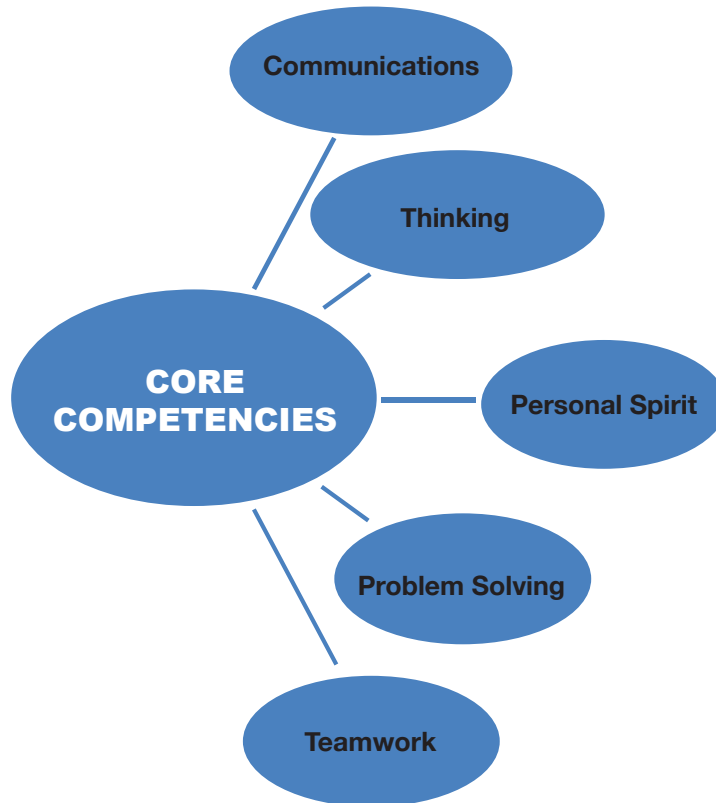 Communications
Thinking
CORE
COMPETENCIES
Personal Spirit
Problem Solving
Teamwork